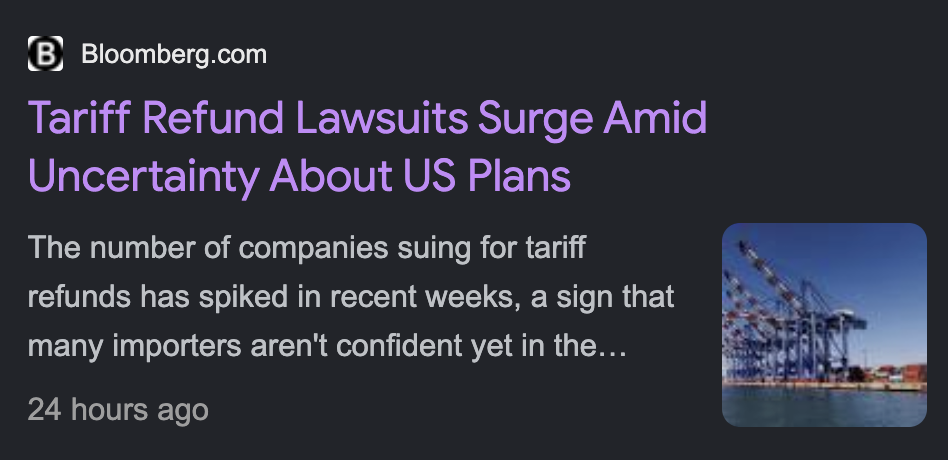 B
Bloomberg.com
Tariff Refund Lawsuits Surge Amid
Uncertainty About US Plans
The number of companies suing for tariff
refunds has spiked in recent weeks, a sign that
many importers aren't confident yet in the...
24 hours ago